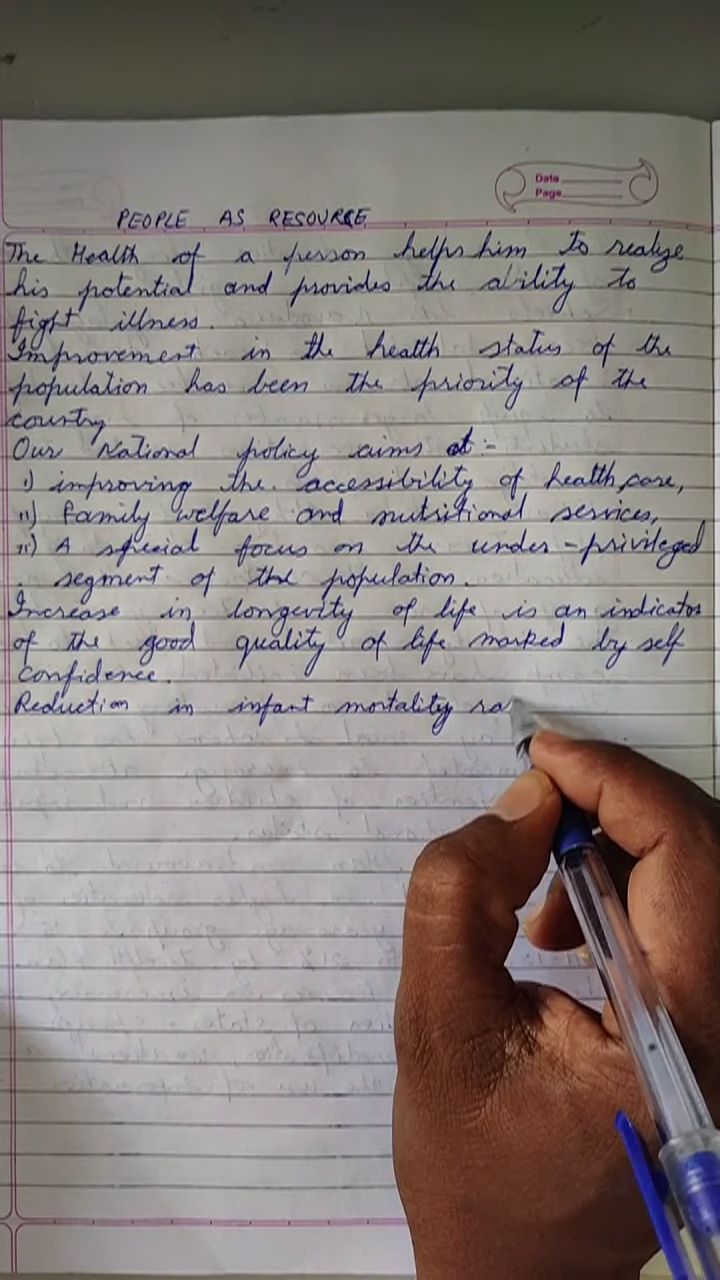 Date
Page
PEOPLE AS RESOURCE
The Health of a person helps him to realize
his potential and provides the ability to
fight illness.
Improvement in the health status of the
population has been the priority of the
country
Our National policy aims at :-
i) improving the accessibility of health care,
ii) Family welfare and nutritional services,
iii) A special focus on the under-privileged
segment of the population.
Increase in longevity of life is an indicator
of the good quality of life marked by self
confidence.
Reduction in infant mortality ra